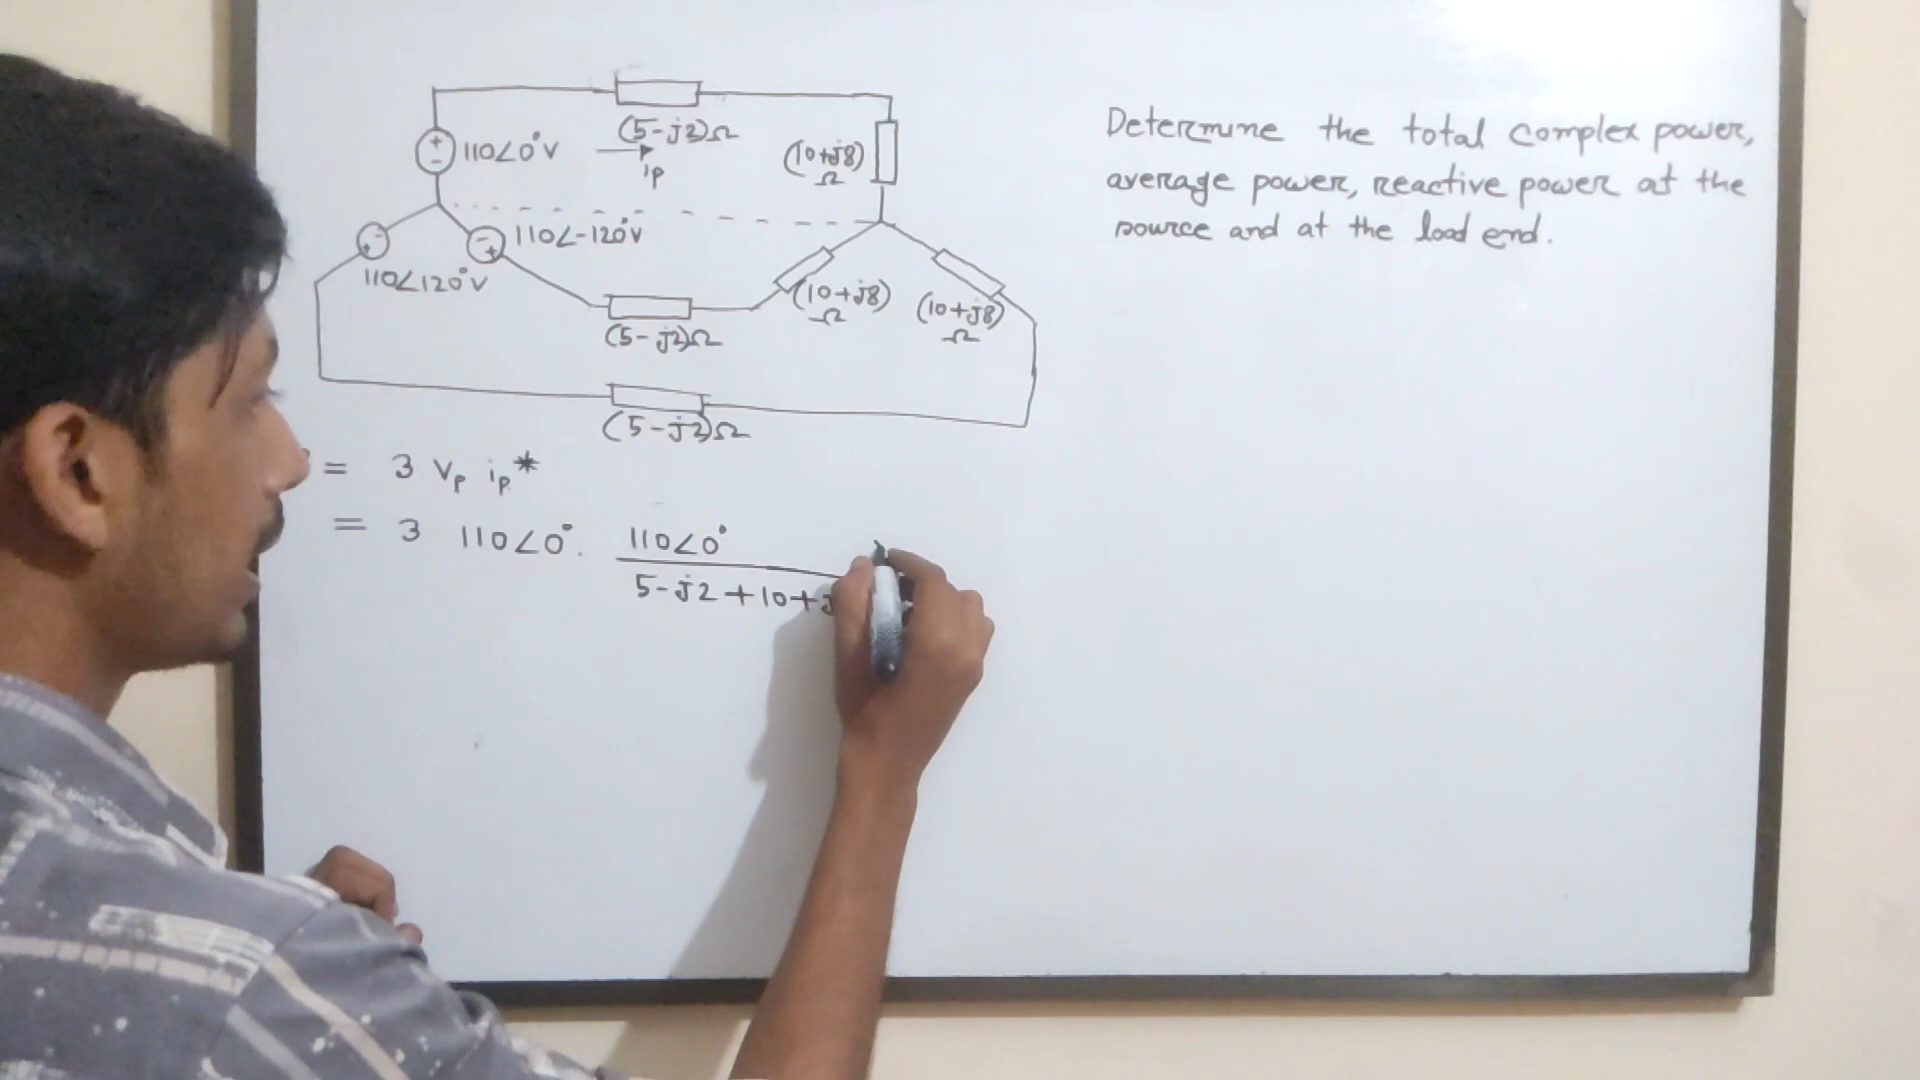 (5-j2)Ω
110∠0°V
ip
(10+j8)
Ω
110∠-120°V
110∠120°V
(10+j8)
Ω
(10+j8)
Ω
(5-j2)Ω
(5-j2)Ω
Determine the total complex power,
average power, reactive power at the
source and at the load end.
= 3 Vp ip*
= 3 110∠0°. 110∠0°
5-j2+10+j